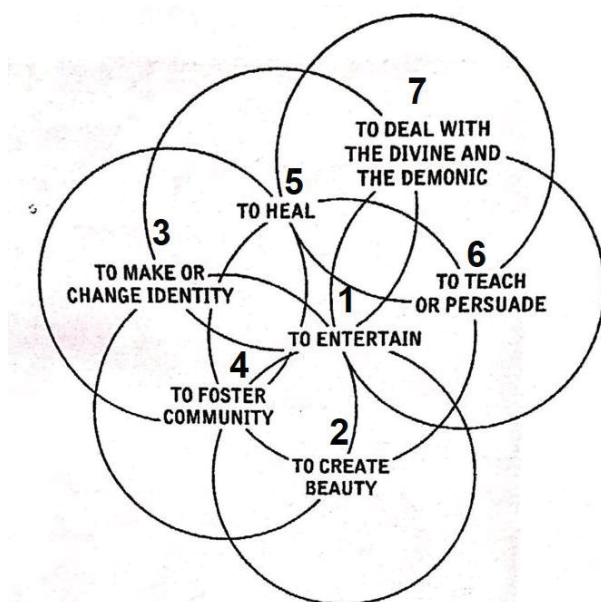 7
TO DEAL WITH
THE DIVINE AND
THE DEMONIC
5
TO HEAL
3
TO MAKE OR
CHANGE IDENTITY
6
TO TEACH
OR PERSUADE
1
TO ENTERTAIN
4
TO FOSTER
COMMUNITY
2
TO CREATE
BEAUTY